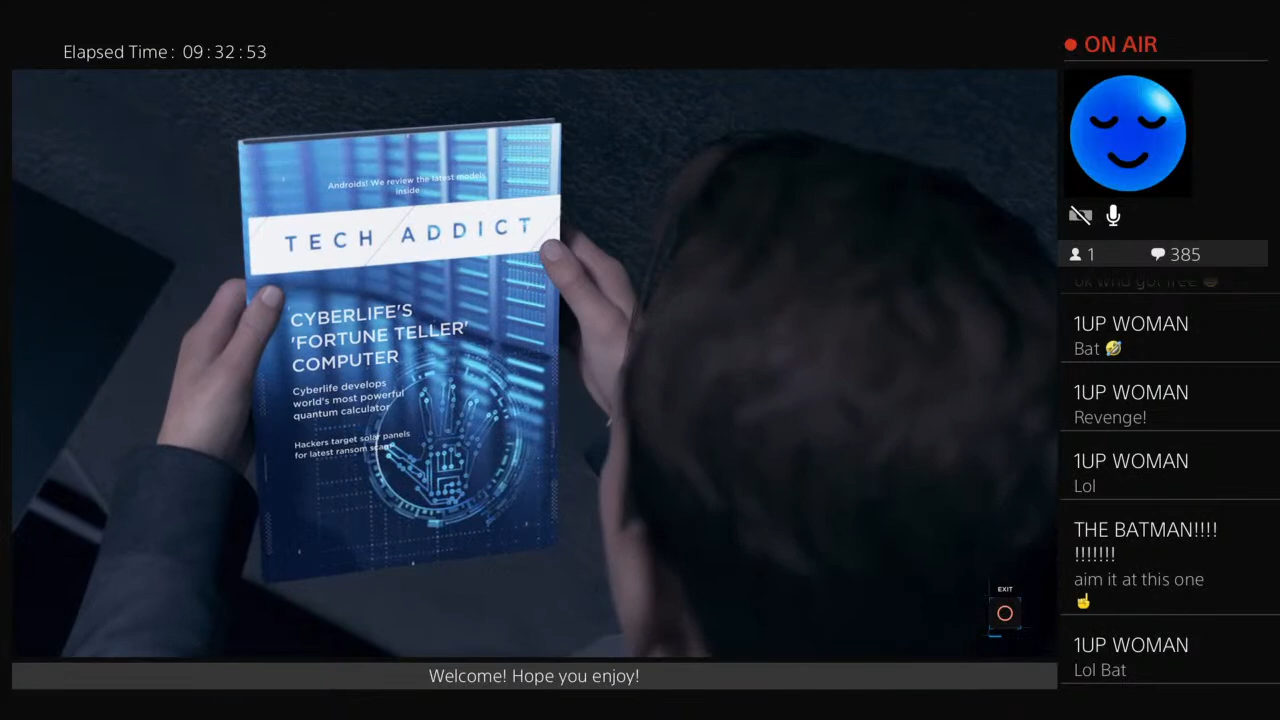 Elapsed Time: 09:32:53
Androids! We review the latest models
inside
TECH ADDICT
CYBERLIFE'S
'FORTUNE TELLER'
COMPUTER
Cyberlife develops
world's most powerful
quantum calculator
Hackers target solar panels
for latest ransom scam
EXIT
Welcome! Hope you enjoy!
ON AIR
1
385
1UP WOMAN
Bat 🤣
1UP WOMAN
Revenge!
1UP WOMAN
Lol
THE BATMAN!!!!
!!!!!!!
aim it at this one
☝️
1UP WOMAN
Lol Bat